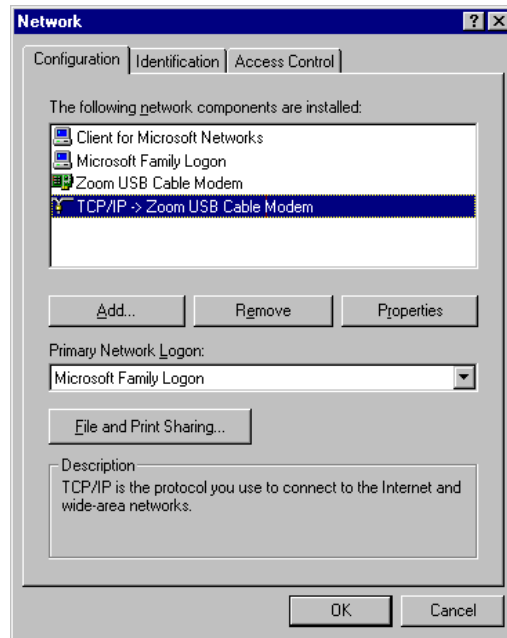 Network
Configuration Identification Access Control
The following network components are installed:
Client for Microsoft Networks
Microsoft Family Logon
Zoom USB Cable Modem
TCP/IP -> Zoom USB Cable Modem
Add... Remove Properties
Primary Network Logon:
Microsoft Family Logon
File and Print Sharing...
Description
TCP/IP is the protocol you use to connect to the Internet and
wide-area networks.
OK Cancel